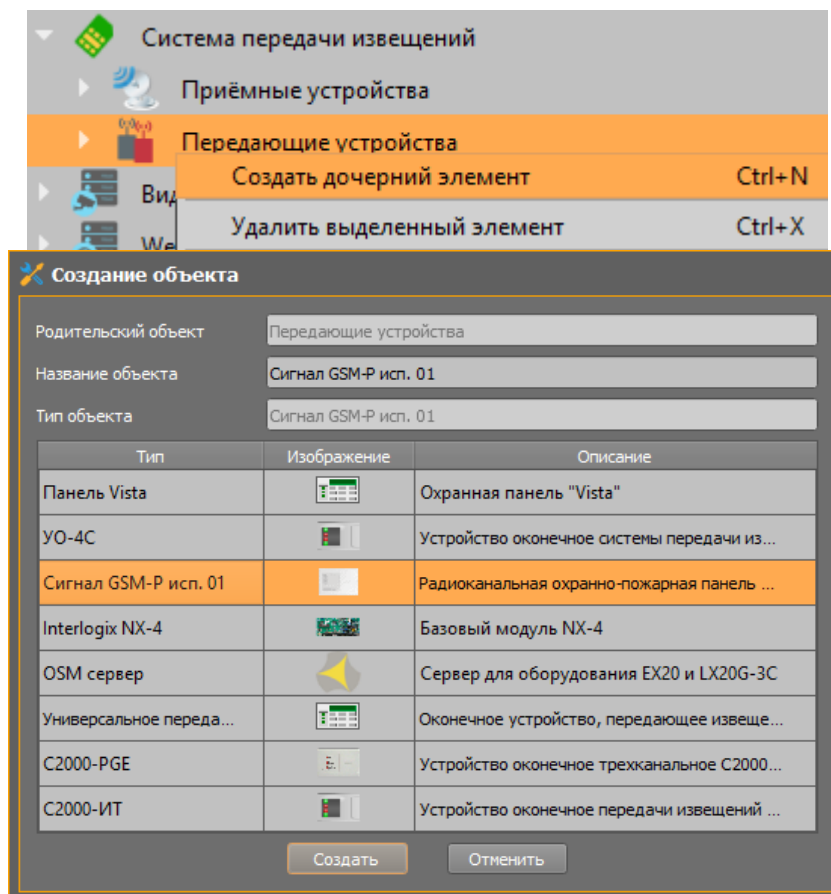 Система передачи извещений
Приёмные устройства
Передающие устройства
Создать дочерний элемент Ctrl+N
Вид
Удалить выделенный элемент Ctrl+X
We
Создание объекта
Родительский объект Передающие устройства
Название объекта Сигнал GSM-P исп. 01
Тип объекта Сигнал GSM-P исп. 01
Тип Изображение Описание
Панель Vista Охранная панель "Vista"
УО-4С Устройство оконечное системы передачи из...
Сигнал GSM-P исп. 01 Радиоканальная охранно-пожарная панель ...
Interlogix NX-4 Базовый модуль NX-4
OSM сервер Сервер для оборудования EX20 и LX20G-3C
Универсальное переда... Оконечное устройство, передающее извеще...
С2000-PGE Устройство оконечное трехканальное С2000...
С2000-ИТ Устройство оконечное передачи извещений ...
Создать Отменить